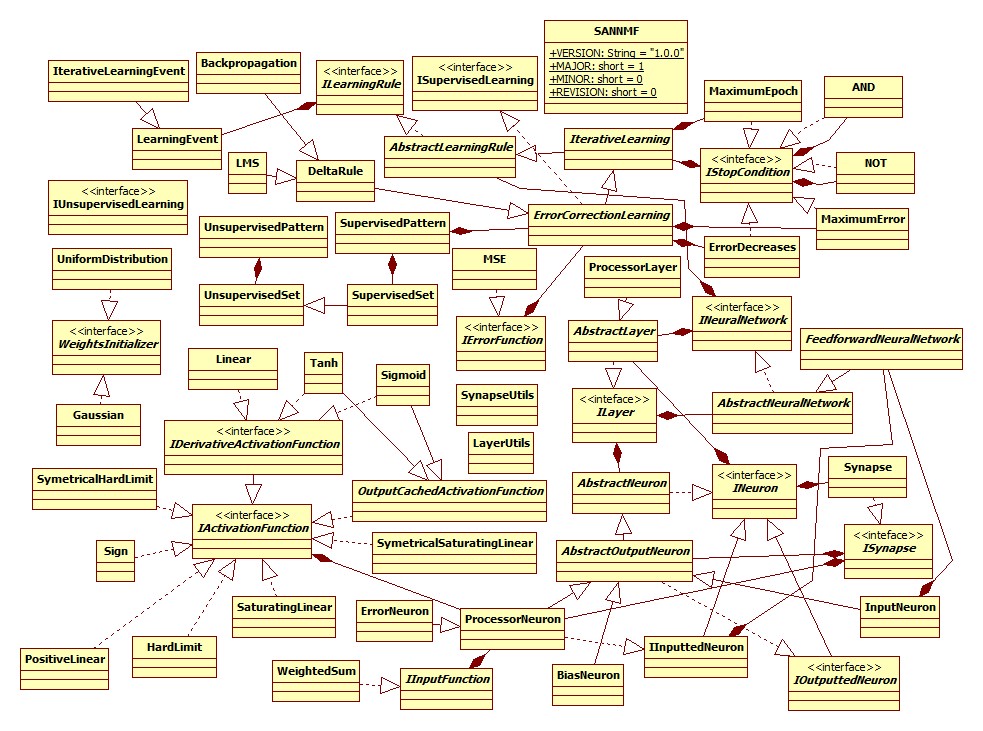 SANNMF
+VERSION: String = "1.0.0"
+MAJOR: short = 1
+MINOR: short = 0
+REVISION: short = 0
IterativeLearningEvent
Backpropagation
<<interface>>
ILearningRule
<<interface>>
ISupervisedLearning
MaximumEpoch
AND
LearningEvent
AbstractLearningRule
IterativeLearning
<<interface>>
IStopCondition
NOT
LMS
DeltaRule
<<interface>>
IUnsupervisedLearning
UnsupervisedPattern
SupervisedPattern
ErrorCorrectionLearning
MaximumError
ErrorDecreases
UniformDistribution
MSE
ProcessorLayer
UnsupervisedSet
SupervisedSet
<<interface>>
WeightsInitializer
<<interface>>
IErrorFunction
AbstractLayer
<<interface>>
INeuralNetwork
FeedforwardNeuralNetwork
Linear
Tanh
Sigmoid
Gaussian
SynapseUtils
<<inteface>>
ILayer
AbstractNeuralNetwork
<<interface>>
IDerivativeActivationFunction
LayerUtils
SymetricalHardLimit
OutputCachedActivationFunction
AbstractNeuron
<<interface>>
INeuron
Synapse
<<interface>>
IActivationFunction
Sign
SymetricalSaturatingLinear
AbstractOutputNeuron
<<inteface>>
ISynapse
SaturatingLinear
ErrorNeuron
ProcessorNeuron
InputNeuron
PositiveLinear
HardLimit
IInputtedNeuron
WeightedSum
IInputFunction
BiasNeuron
<<interface>>
IOutputtedNeuron